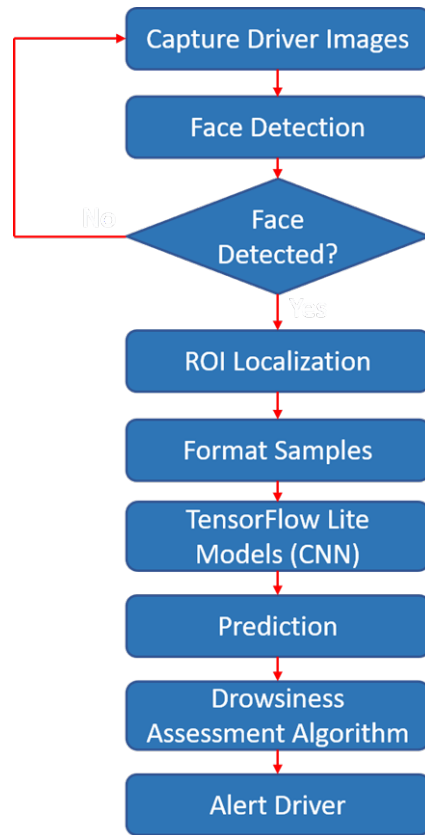 Capture Driver Images
Face Detection
Face
Detected?
No
Yes
ROI Localization
Format Samples
TensorFlow Lite
Models (CNN)
Prediction
Drowsiness
Assessment Algorithm
Alert Driver